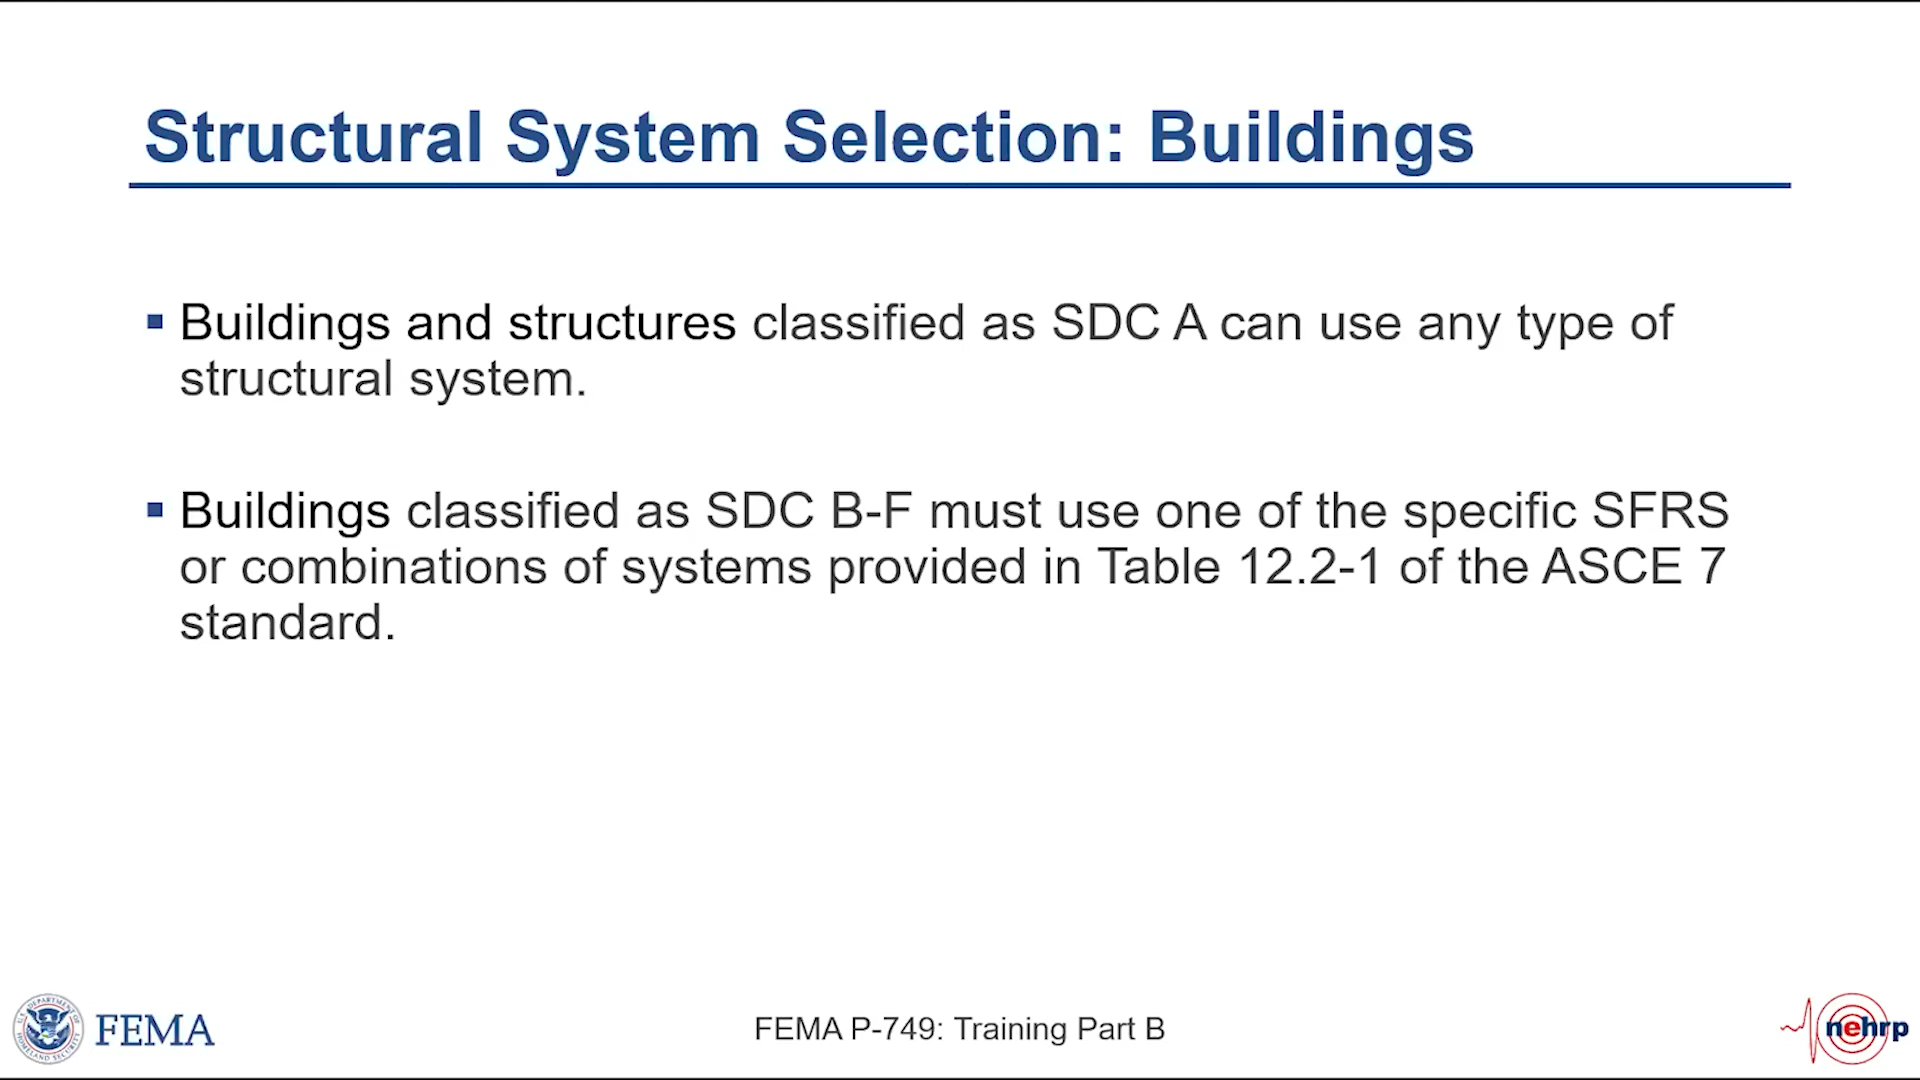 Structural System Selection: Buildings
▪ Buildings and structures classified as SDC A can use any type of
structural system.
▪ Buildings classified as SDC B-F must use one of the specific SFRS
or combinations of systems provided in Table 12.2-1 of the ASCE 7
standard.
FEMA
FEMA P-749: Training Part B
nehrp